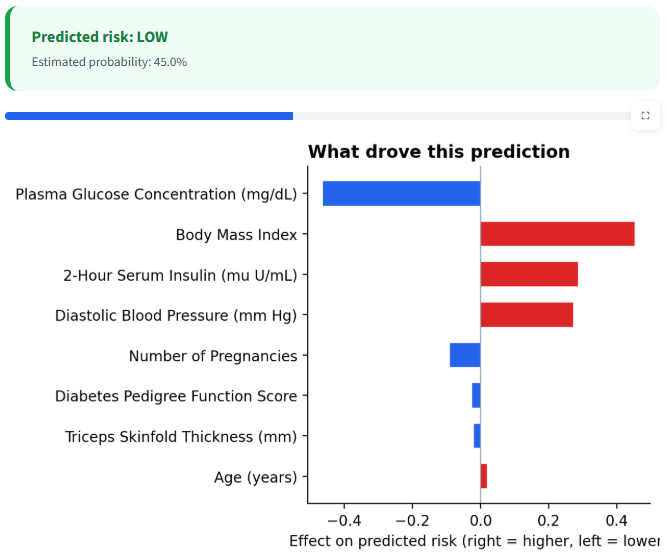 Predicted risk: LOW
Estimated probability: 45.0%
What drove this prediction
Plasma Glucose Concentration (mg/dL)
Body Mass Index
2-Hour Serum Insulin (mu U/mL)
Diastolic Blood Pressure (mm Hg)
Number of Pregnancies
Diabetes Pedigree Function Score
Triceps Skinfold Thickness (mm)
Age (years)
−0.4 −0.2 0.0 0.2 0.4
Effect on predicted risk (right = higher, left = lower